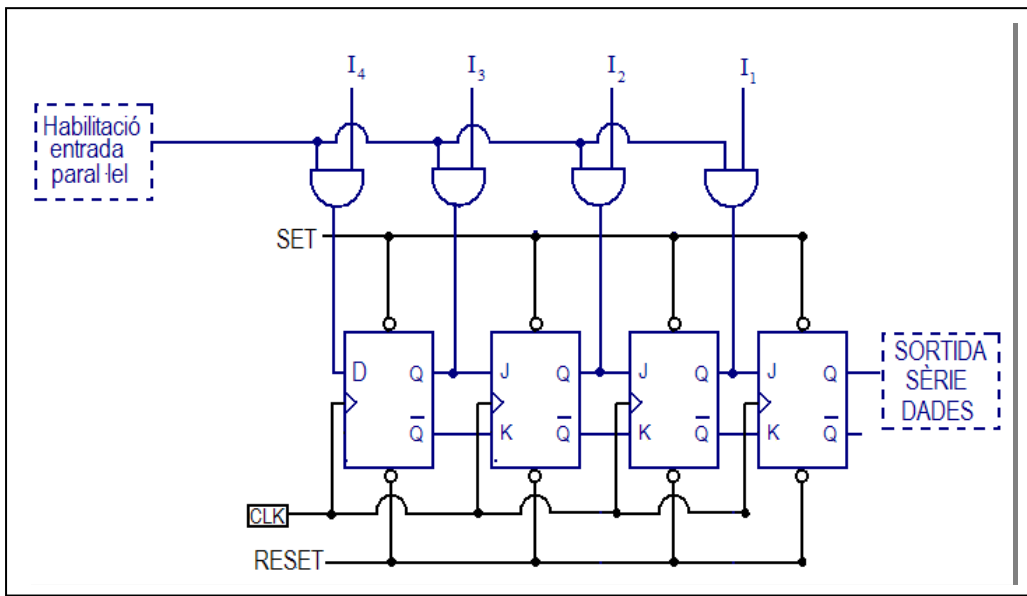 I₄ I₃ I₂ I₁
Habilitació
entrada
paral·lel
SET
D Q J Q J Q J Q
Q̅ K Q̅ K Q̅ K Q̅
SORTIDA
SÈRIE
DADES
CLK
RESET